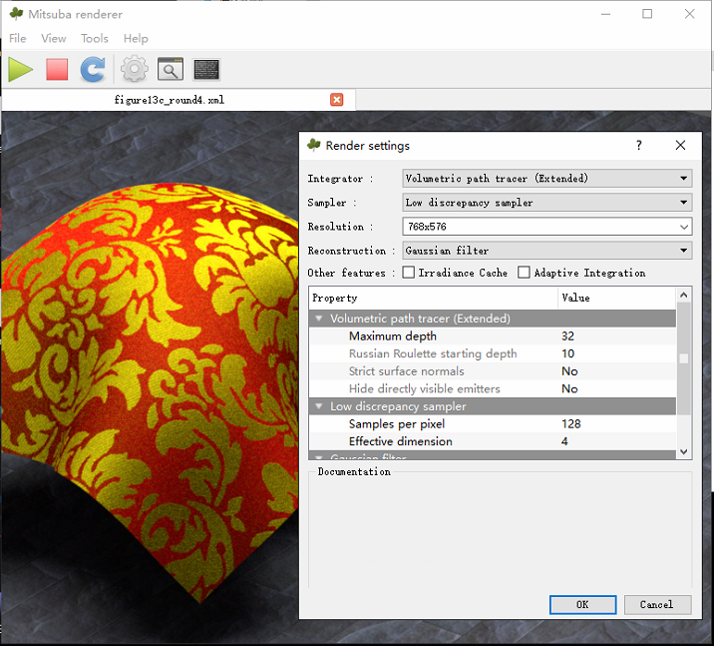 Mitsuba renderer
File View Tools Help
figure13c_round4.xml
Render settings
?
Integrator : Volumetric path tracer (Extended)
Sampler : Low discrepancy sampler
Resolution : 768x576
Reconstruction : Gaussian filter
Other features : Irradiance Cache Adaptive Integration
Property Value
Volumetric path tracer (Extended)
Maximum depth 32
Russian Roulette starting depth 10
Strict surface normals No
Hide directly visible emitters No
Low discrepancy sampler
Samples per pixel 128
Effective dimension 4
Gaussian filter
Documentation
OK Cancel